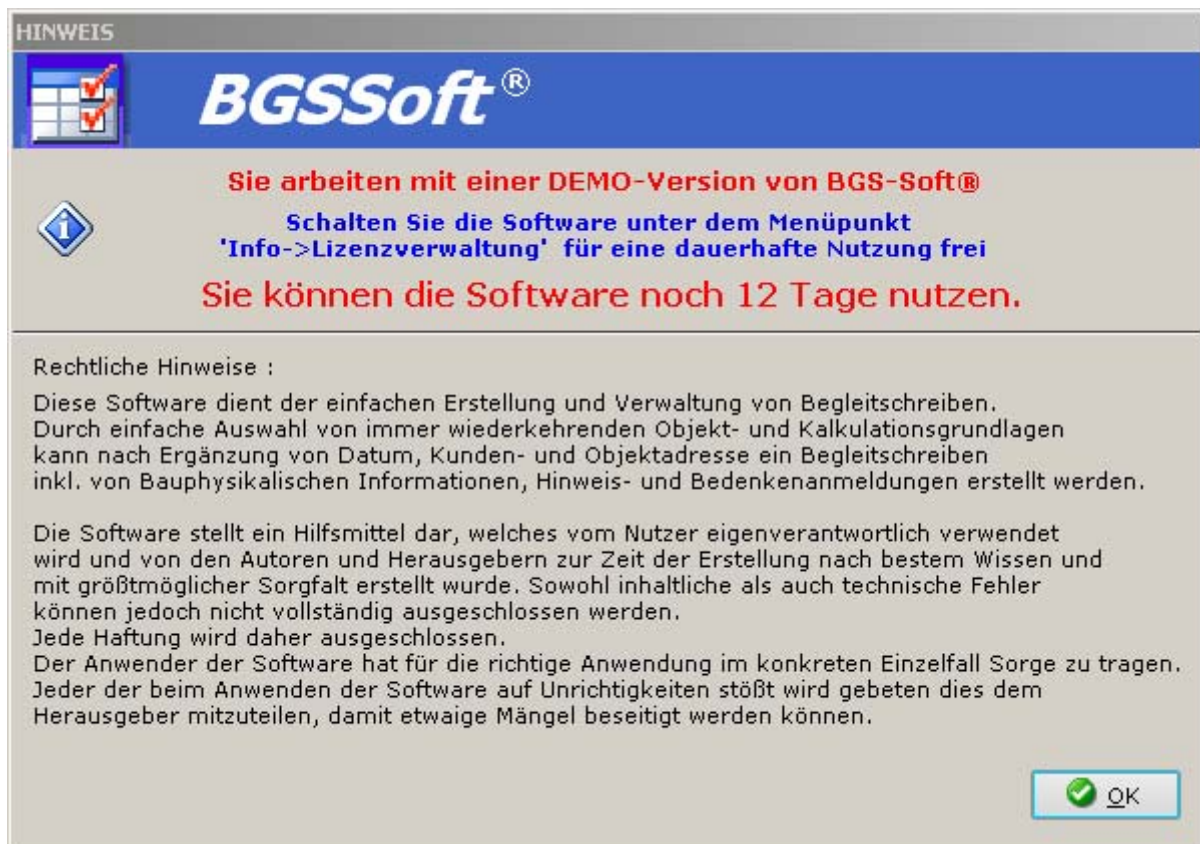 HINWEIS
BGSSoft®
Sie arbeiten mit einer DEMO-Version von BGS-Soft®
Schalten Sie die Software unter dem Menüpunkt
'Info->Lizenzverwaltung' für eine dauerhafte Nutzung frei
Sie können die Software noch 12 Tage nutzen.
Rechtliche Hinweise :
Diese Software dient der einfachen Erstellung und Verwaltung von Begleitschreiben.
Durch einfache Auswahl von immer wiederkehrenden Objekt- und Kalkulationsgrundlagen
kann nach Ergänzung von Datum, Kunden- und Objektadresse ein Begleitschreiben
inkl. von Bauphysikalischen Informationen, Hinweis- und Bedenkenanmeldungen erstellt werden.
Die Software stellt ein Hilfsmittel dar, welches vom Nutzer eigenverantwortlich verwendet
wird und von den Autoren und Herausgebern zur Zeit der Erstellung nach bestem Wissen und
mit größtmöglicher Sorgfalt erstellt wurde. Sowohl inhaltliche als auch technische Fehler
können jedoch nicht vollständig ausgeschlossen werden.
Jede Haftung wird daher ausgeschlossen.
Der Anwender der Software hat für die richtige Anwendung im konkreten Einzelfall Sorge zu tragen.
Jeder der beim Anwenden der Software auf Unrichtigkeiten stößt wird gebeten dies dem
Herausgeber mitzuteilen, damit etwaige Mängel beseitigt werden können.
OK